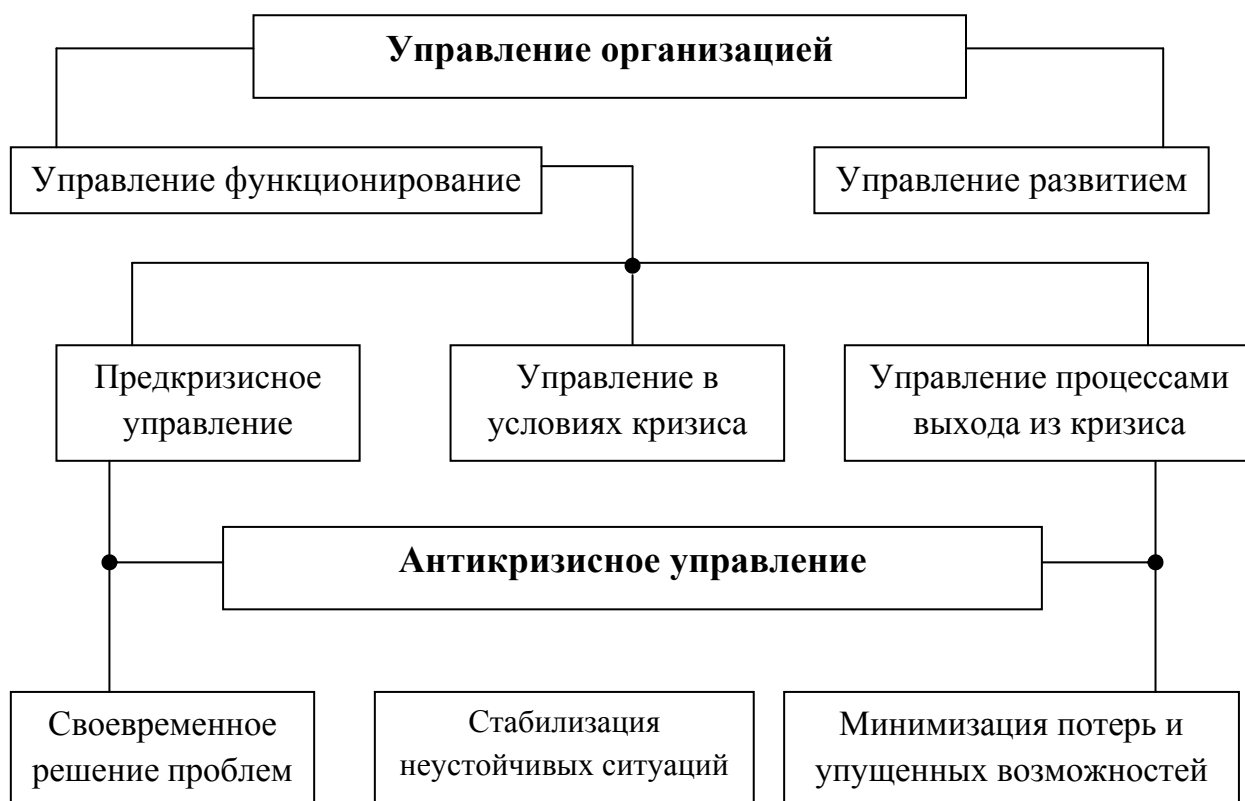 Управление организацией
Управление функционирование
Управление развитием
Предкризисное
управление
Управление в
условиях кризиса
Управление процессами
выхода из кризиса
Антикризисное управление
Своевременное
решение проблем
Стабилизация
неустойчивых ситуаций
Минимизация потерь и
упущенных возможностей